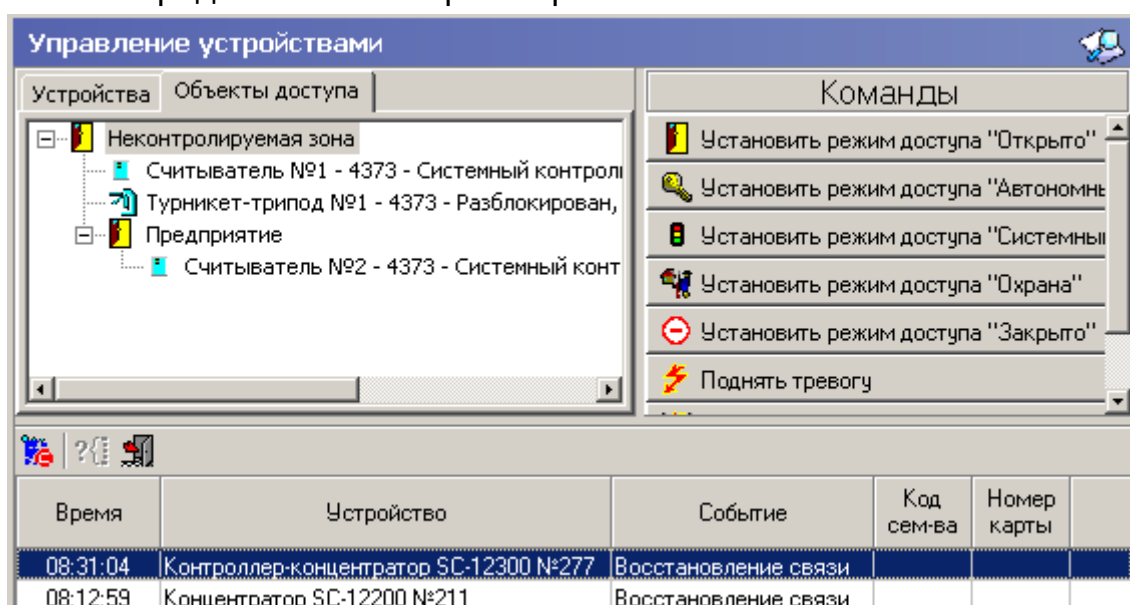 Управление устройствами
Устройства
Объекты доступа
Неконтролируемая зона
Считыватель №1 - 4373 - Системный контрол
Турникет-трипод №1 - 4373 - Разблокирован,
Предприятие
Считыватель №2 - 4373 - Системный конт
Команды
Установить режим доступа "Открыто"
Установить режим доступа "Автономнь
Установить режим доступа "Системны
Установить режим доступа "Охрана"
Установить режим доступа "Закрыто"
Поднять тревогу
Время Устройство Событие Код сем-ва Номер карты
08:31:04 Контроллер-концентратор SC-12300 №277 Восстановление связи
08:12:59 Концентратор SC-12200 №211 Восстановление связи